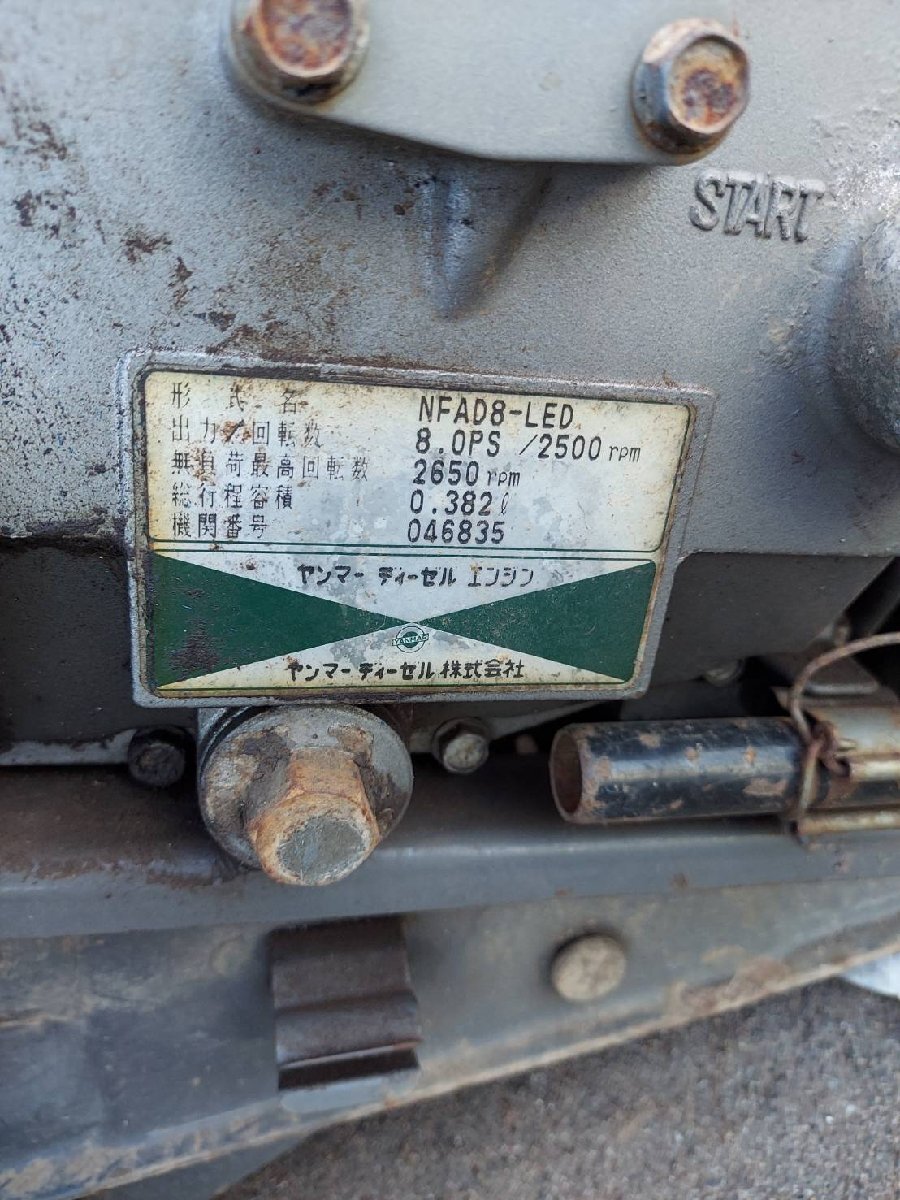 START
形式名 NFAD8-LED
出力/回転数 8.0PS /2500rpm
無負荷最高回転数 2650rpm
総行程容積 0.382ℓ
機関番号 046835
ヤンマー ディーゼル エンジン
YANMAR
ヤンマーディーゼル株式会社